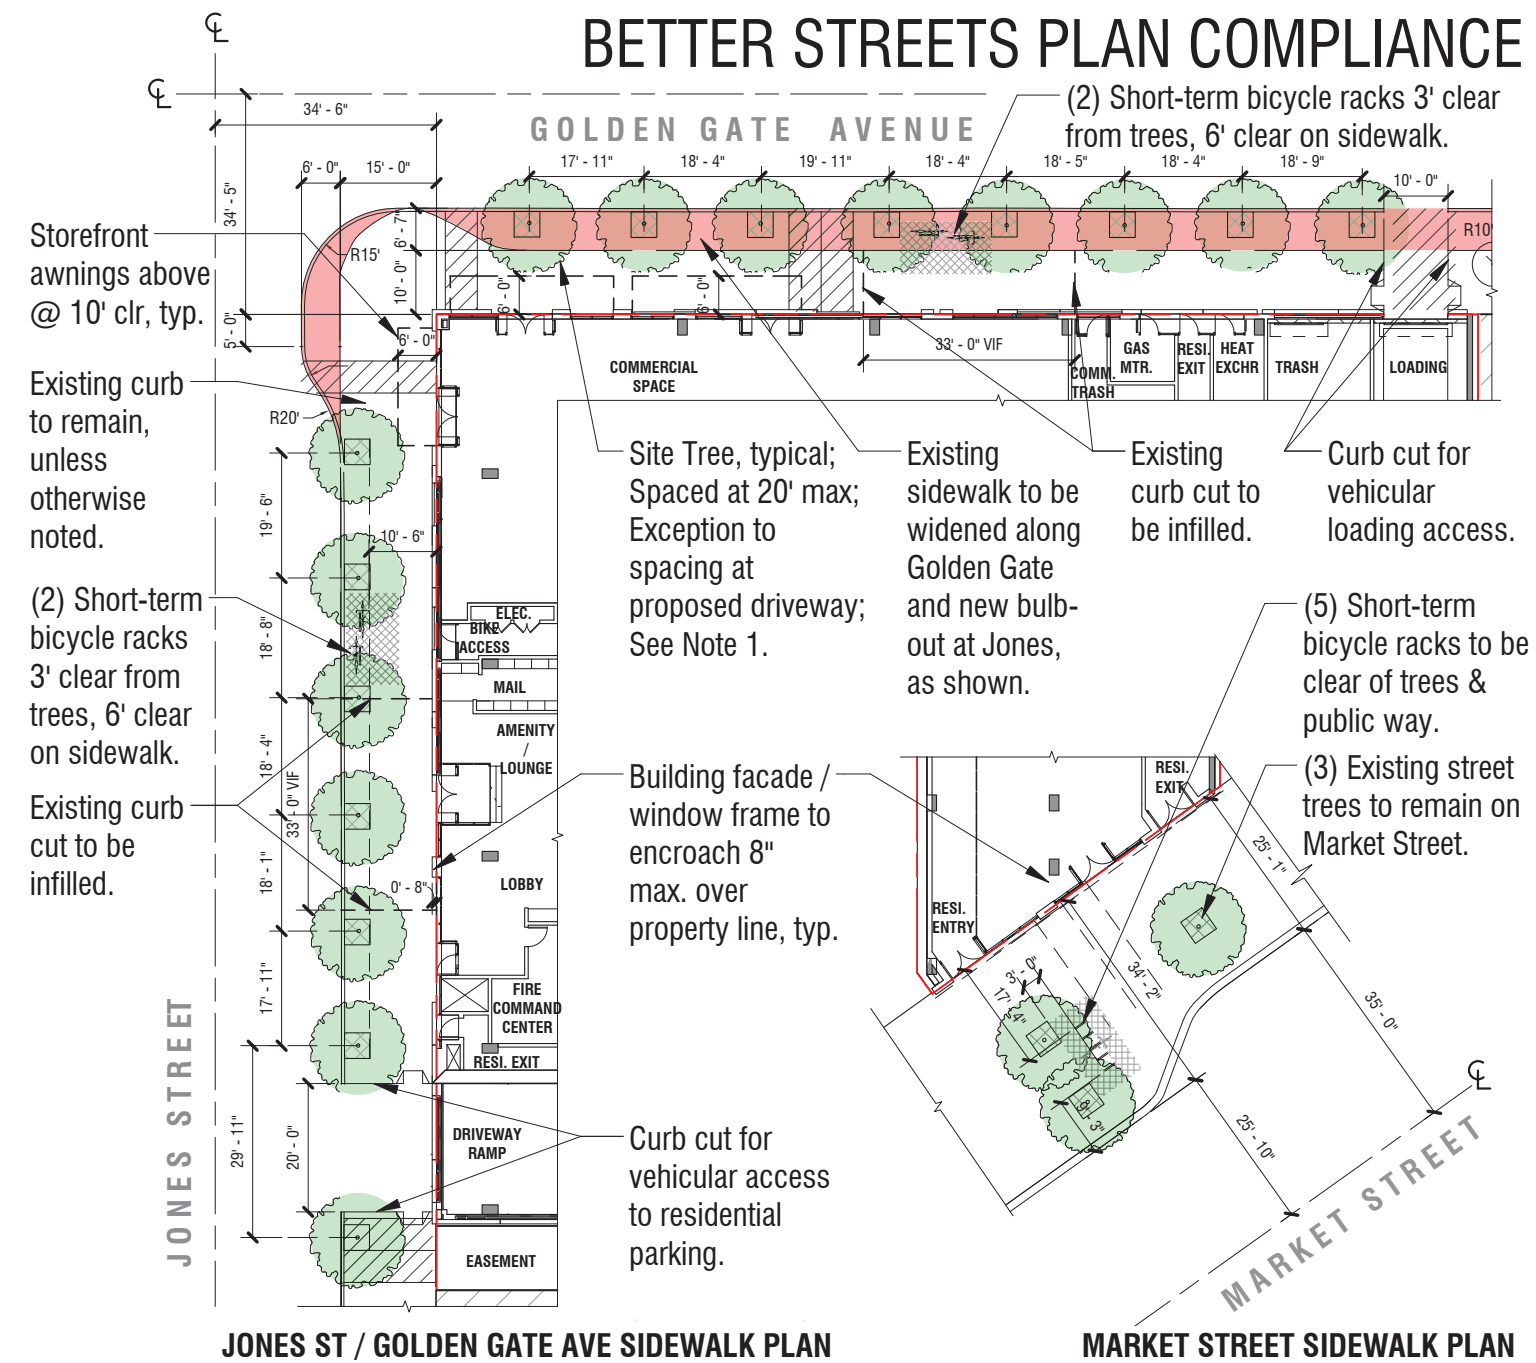 BETTER STREETS PLAN COMPLIANCE
℄
℄
34' - 6"
GOLDEN GATE AVENUE
(2) Short-term bicycle racks 3' clear
from trees, 6' clear on sidewalk.
6' - 0"
15' - 0"
17' - 11"
18' - 4"
19' - 11"
18' - 4"
18' - 5"
18' - 4"
18' - 9"
10' - 0"
34' - 5"
6' - 7"
R15'
R10'
10' - 0"
5' - 0"
6' - 0"
6' - 0"
6' - 0"
Storefront
awnings above
@ 10' clr, typ.
33' - 0" VIF
COMMERCIAL
SPACE
COMM.
TRASH
GAS
MTR.
RESI.
EXIT
HEAT
EXCHR
TRASH
LOADING
Existing curb
to remain,
unless
otherwise
noted.
R20'
Site Tree, typical;
Spaced at 20' max;
Exception to
spacing at
proposed driveway;
See Note 1.
Existing
sidewalk to be
widened along
Golden Gate
and new bulb-
out at Jones,
as shown.
Existing
curb cut to
be infilled.
Curb cut for
vehicular
loading access.
19' - 6"
10' - 6"
(2) Short-term
bicycle racks
3' clear from
trees, 6' clear
on sidewalk.
18' - 8"
ELEC.
BIKE
ACCESS
MAIL
AMENITY
/
LOUNGE
18' - 4"
33' - 0" VIF
Existing curb
cut to be
infilled.
18' - 1"
0' - 8"
LOBBY
Building facade /
window frame to
encroach 8"
max. over
property line, typ.
17' - 11"
FIRE
COMMAND
CENTER
RESI. EXIT
JONES STREET
29' - 11"
20' - 0"
DRIVEWAY
RAMP
Curb cut for
vehicular access
to residential
parking.
EASEMENT
(5) Short-term
bicycle racks to be
clear of trees &
public way.
(3) Existing street
trees to remain on
Market Street.
RESI.
EXIT
25' - 1"
RESI.
ENTRY
3' - 0"
17' - 4"
34' - 2"
35' - 0"
9' - 3"
25' - 10"
℄
MARKET STREET
JONES ST / GOLDEN GATE AVE SIDEWALK PLAN
MARKET STREET SIDEWALK PLAN